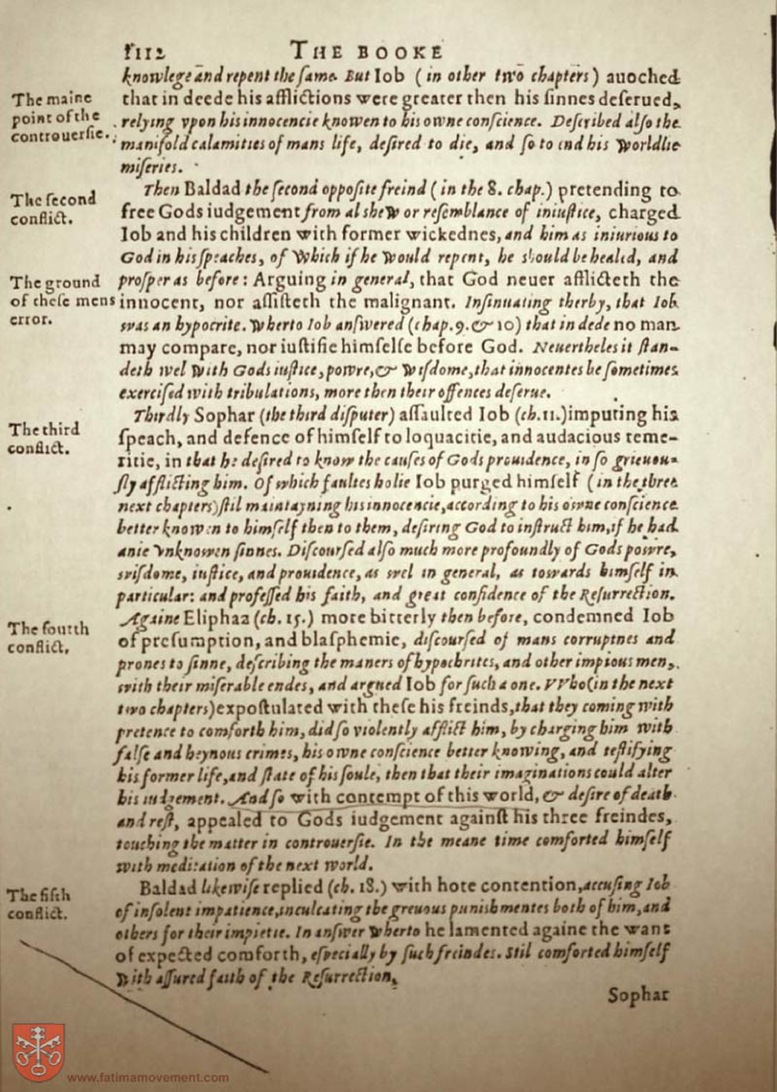 1112 THE BOOKE
knowlege and repent the same. But Iob (in other two chapters) auoched
The maine
point of the
controuersie.
that in deede his afflictions were greater then his sinnes deserued,
relying vpon his innocencie knowen to his owne conscience. Described also the
manifold calamities of mans life, desired to die, and so to end his worldlie
miseries.
Then Baldad the second opposite freind (in the 8. chap.) pretending to
The second
conflict.
free Gods iudgement from al shew or resemblance of iniustice, charged
Iob and his children with former wickednes, and him as iniurious to
God in his speaches, of which if he would repent, he should be healed, and
The ground
of these mens
error.
prosper as before: Arguing in general, that God neuer afflicteth the
innocent, nor assisteth the malignant. Insinuating therby, that Iob
was an hypocrite. Wherto Iob answered (chap. 9. & 10) that in dede no man
may compare, nor iustifie himselfe before God. Neuertheles it stan-
deth wel with Gods iustice, powre, & wisdome, that innocentes be sometimes
exercised with tribulations, more then their offences deserue.
Thirdly Sophar (the third disputer) assaulted Iob (ch. 11.) imputing his
The third
conflict.
speach, and defence of himself to loquacitie, and audacious teme-
ritie, in that he desired to know the causes of Gods prouidence, in so grieuou-
sly afflicting him. Of which faultes holie Iob purged himself (in the three
next chapters) stil maintayning his innocencie, according to his owne conscience
better knowen to himself then to them, desiring God to instruct him, if he had
anie vnknowen sinnes. Discoursed also much more profoundly of Gods powre,
wisdome, iustice, and prouidence, as wel in general, as towards himself in
particular: and professed his faith, and great confidence of the Resurrection.
The fourth
conflict.
Againe Eliphaz (ch. 15.) more bitterly then before, condemned Iob
of presumption, and blasphemie, discoursed of mans corruptnes and
prones to sinne, describing the maners of hypochrites, and other impious men,
with their miserable endes, and argued Iob for such a one. VVho (in the next
two chapters) expostulated with these his freinds, that they coming with
pretence to comforth him, did so violently afflict him, by charging him with
false and heynous crimes, his owne conscience better knowing, and testifying
his former life, and state of his soule, then that their imaginations could alter
his iudgement. And so with contempt of this world, & desire of death
and rest, appealed to Gods iudgement against his three freindes,
touching the matter in controuersie. In the meane time comforted himself
with meditation of the next world.
The fifth
conflict.
Baldad likewise replied (ch. 18.) with hote contention, accusing Iob
of insolent impatience, inculcating the greuous punishmentes both of him, and
others for their impietie. In answer wherto he lamented againe the want
of expected comforth, especially by such freindes. Stil comforted himself
with assured faith of the Resurrection.
Sophar
www.fatimamovement.com